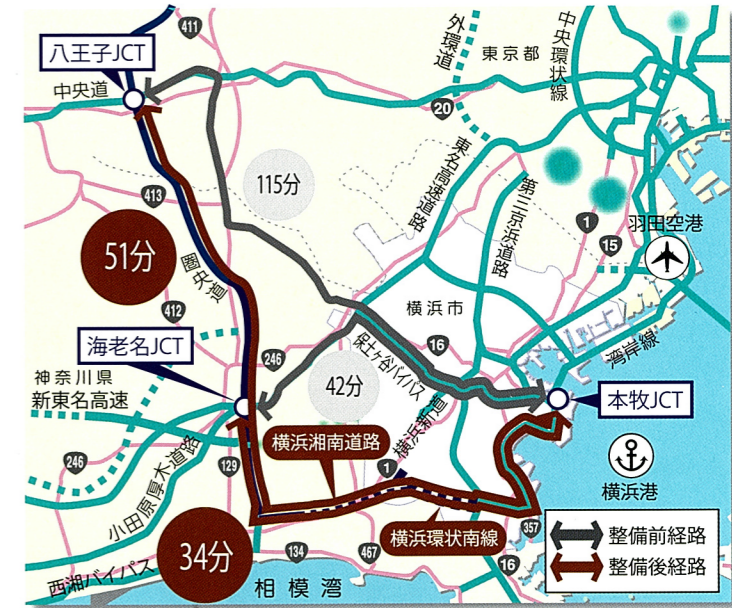 411
八王子JCT
中央道
外環道
東京都
中央環状線
20
東名高速道路
第三京浜道路
115分
413
51分
圏央道
412
1
15
羽田空港
横浜市
湾岸線
海老名JCT
246
保土ヶ谷バイパス
16
神奈川県
新東名高速
42分
横浜新道
本牧JCT
横浜湘南道路
246
小田原厚木道路
129
1
横浜港
横浜環状南線
357
34分
134
467
16
西湘バイパス
相模湾
整備前経路
整備後経路